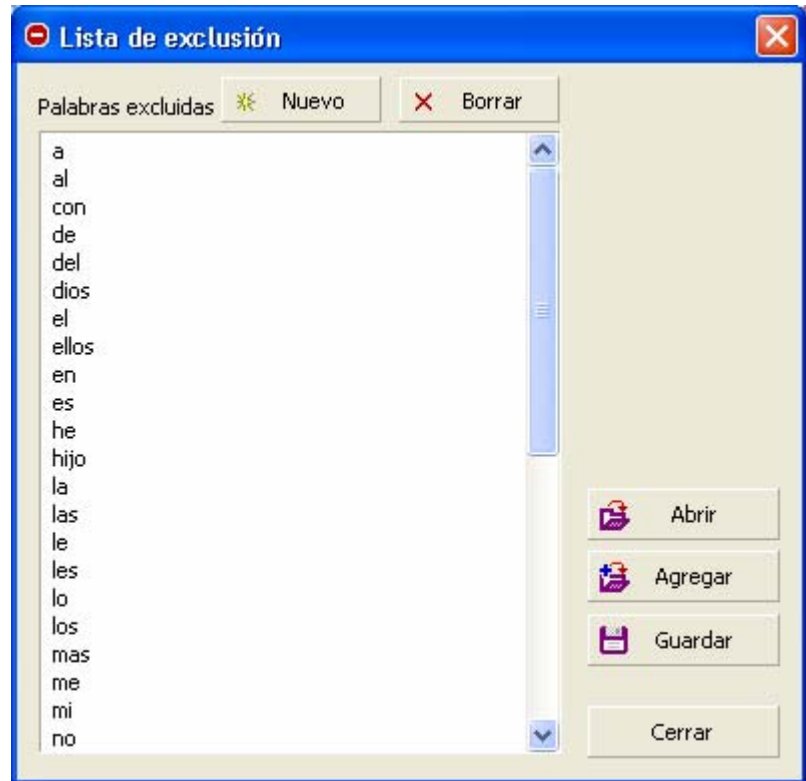 Lista de exclusión
Palabras excluidas Nuevo Borrar
a
al
con
de
del
dios
el
ellos
en
es
he
hijo
la
las
le
les
lo
los
mas
me
mi
no
Abrir
Agregar
Guardar
Cerrar